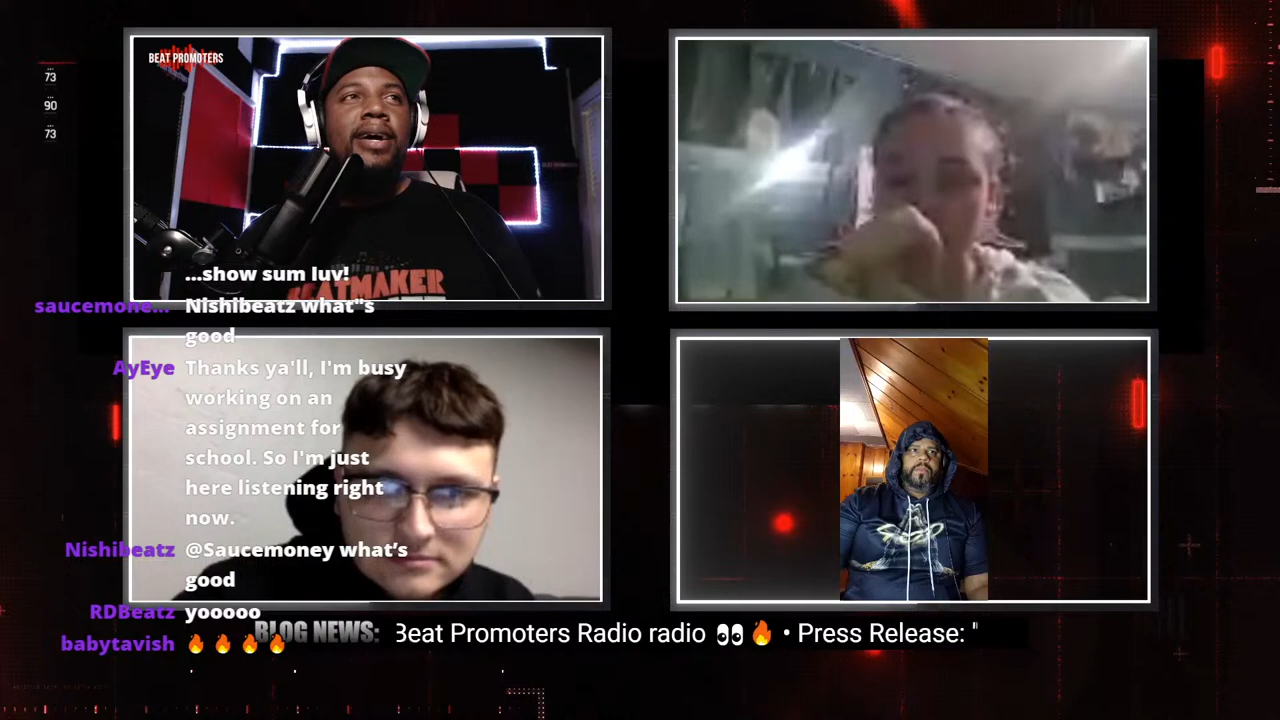 BEAT PROMOTERS
73
90
73
...show sum luv!
saucemone... Nishibeatz what"s
good
AyEye Thanks ya'll, I'm busy
working on an
assignment for
school. So I'm just
here listening right
now.
Nishibeatz @Saucemoney what's
good
RDBeatz yooooo
babytavish 🔥🔥🔥🔥
BLOG NEWS: Beat Promoters Radio radio 👀🔥 • Press Release: "